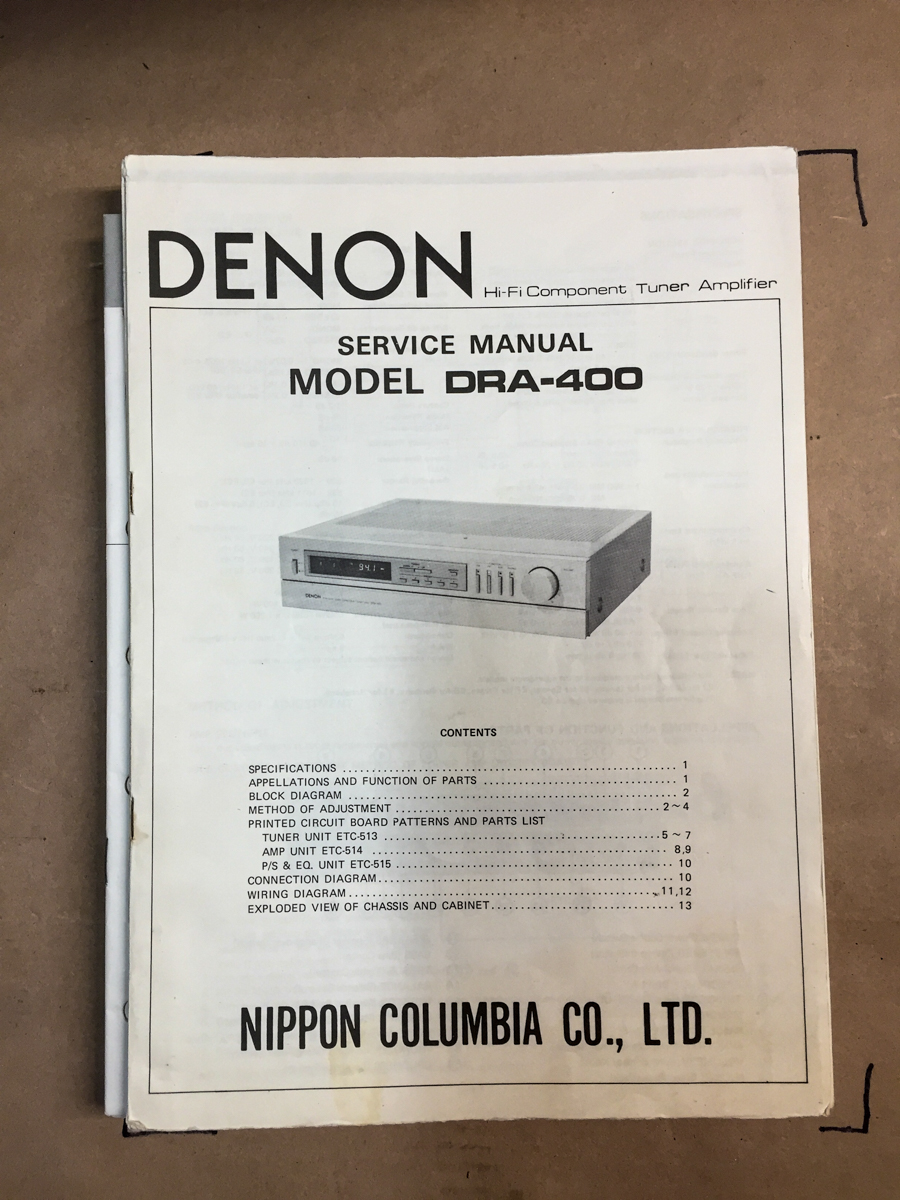 DENON Hi-Fi Component Tuner Amplifier
SERVICE MANUAL
MODEL DRA-400
94.1
DENON
CONTENTS
SPECIFICATIONS ........................................................ 1
APPELLATIONS AND FUNCTION OF PARTS ................................. 1
BLOCK DIAGRAM ....................................................... 2
METHOD OF ADJUSTMENT ............................................. 2~4
PRINTED CIRCUIT BOARD PATTERNS AND PARTS LIST
TUNER UNIT ETC-513 ............................................... 5 ~ 7
AMP UNIT ETC-514 .................................................. 8,9
P/S & EQ. UNIT ETC-515 ............................................. 10
CONNECTION DIAGRAM.................................................. 10
WIRING DIAGRAM................................................... 11,12
EXPLODED VIEW OF CHASSIS AND CABINET............................... 13
NIPPON COLUMBIA CO., LTD.